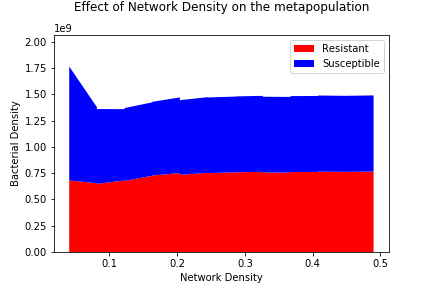 Effect of Network Density on the metapopulation
1e9
2.00
1.75
1.50
1.25
1.00
0.75
0.50
0.25
0.00
Bacterial Density
Resistant
Susceptible
0.1 0.2 0.3 0.4 0.5
Network Density